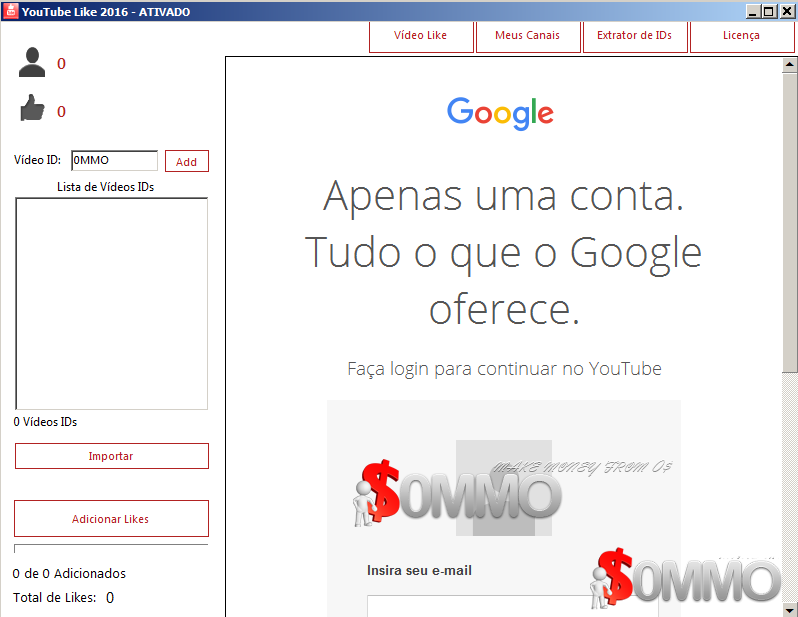 YouTube Like 2016 - ATIVADO
Vídeo Like
Meus Canais
Extrator de IDs
Licença
0
0
Vídeo ID:
0MMO
Add
Lista de Vídeos IDs
0 Vídeos IDs
Importar
Adicionar Likes
0 de 0 Adicionados
Total de Likes: 0
Google
Apenas uma conta.
Tudo o que o Google
oferece.
Faça login para continuar no YouTube
MAKE MONEY FROM 0$
$0MMO
Insira seu e-mail
$0MMO